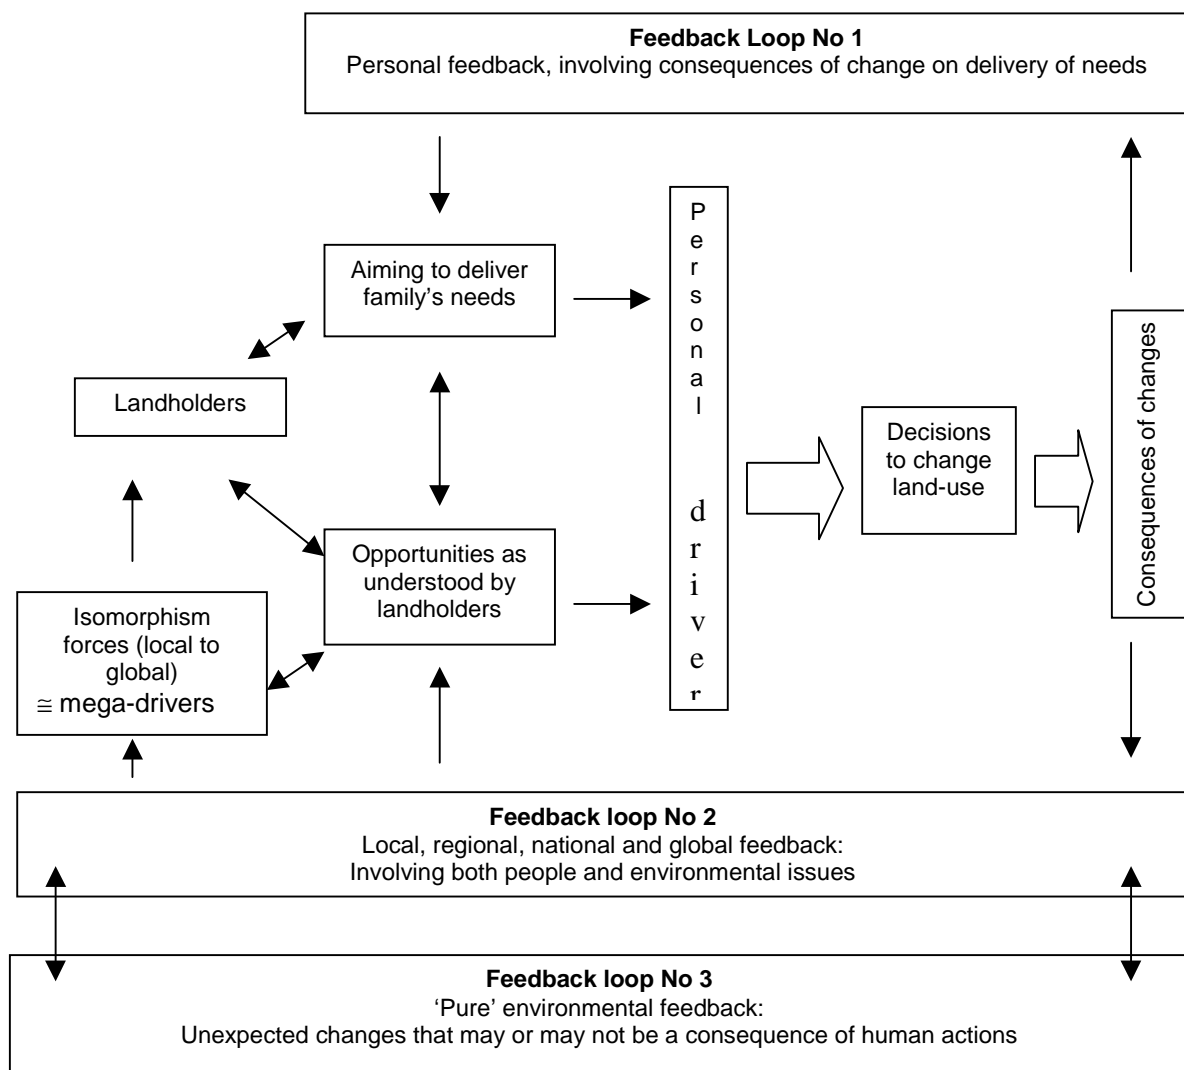 Feedback Loop No 1
Personal feedback, involving consequences of change on delivery of needs
Personal driver
Aiming to deliver
family’s needs
Landholders
Consequences of changes
Decisions
to change
land-use
Opportunities as
understood by
landholders
Isomorphism
forces (local to
global)
≅ mega-drivers
Feedback loop No 2
Local, regional, national and global feedback:
Involving both people and environmental issues
Feedback loop No 3
‘Pure’ environmental feedback:
Unexpected changes that may or may not be a consequence of human actions